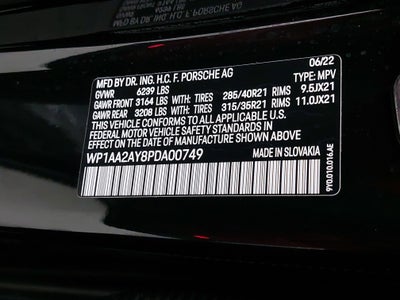 MFD BY DR. ING. H.C. F. PORSCHE AG 06/22
GVWR 6239 LBS TYPE: MPV
GAWR FRONT 3164 LBS WITH TIRES 285/40R21 RIMS 9.5JX21
GAWR REAR 3208 LBS WITH TIRES 315/35R21 RIMS 11.0JX21
THIS VEHICLE CONFORMS TO ALL APPLICABLE U.S.
FEDERAL MOTOR VEHICLE SAFETY STANDARDS IN
EFFECT ON THE DATE OF MANUFACTURE SHOWN ABOVE
WP1AA2AY8PDA00749 MADE IN SLOVAKIA
9Y0.010.016.AE